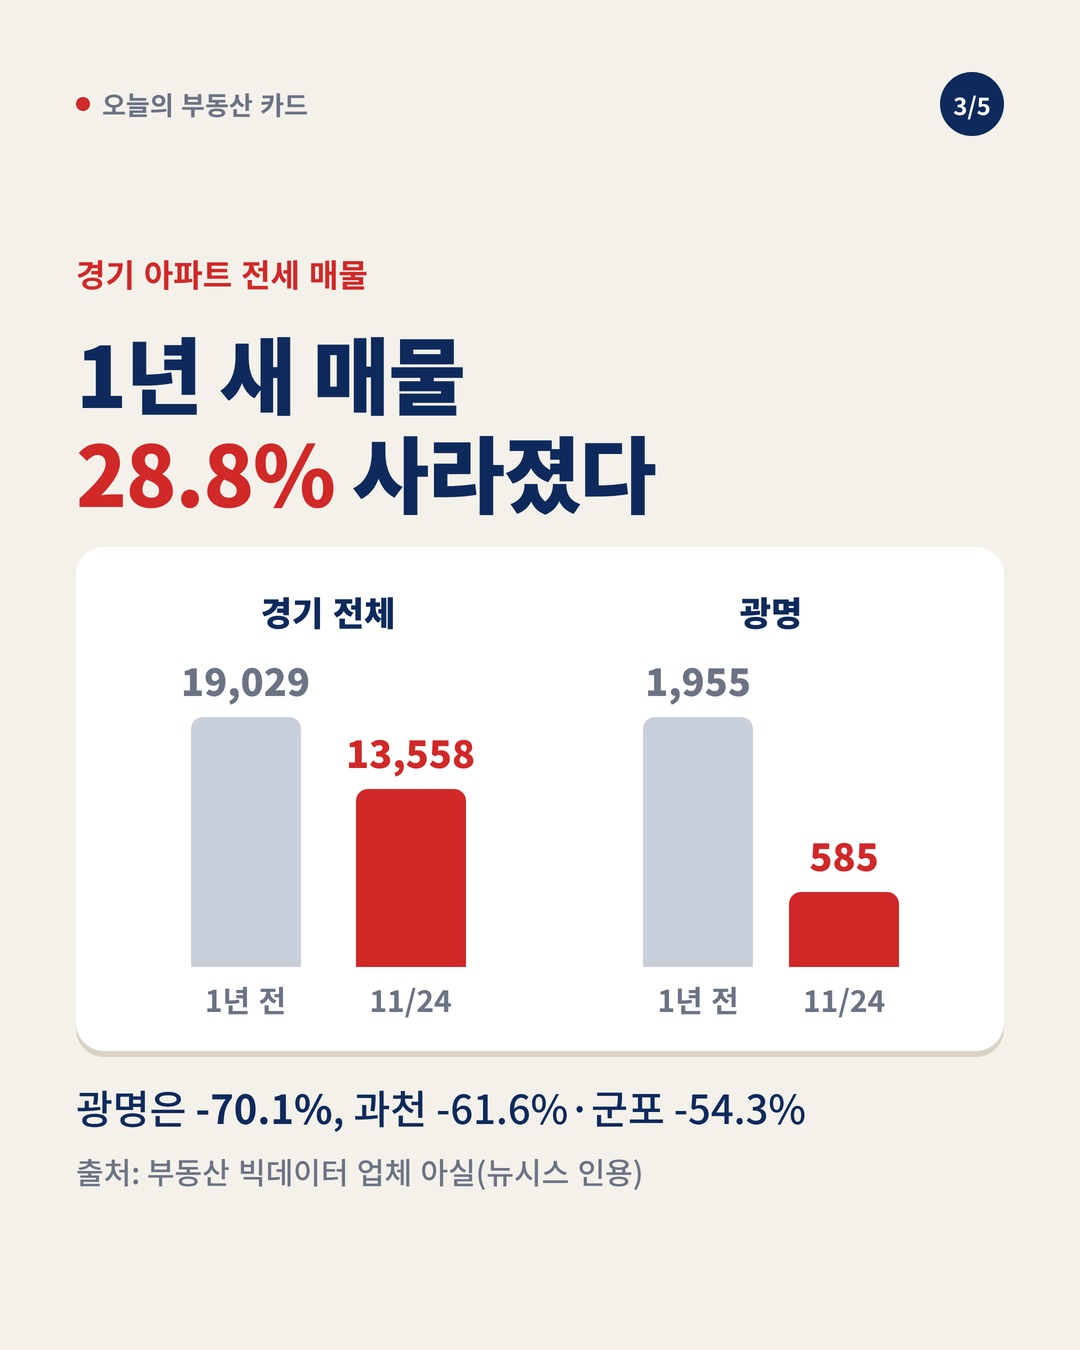 오늘의 부동산 카드
3/5
경기 아파트 전세 매물
1년 새 매물
28.8% 사라졌다
경기 전체
광명
19,029
13,558
1,955
585
1년 전
11/24
1년 전
11/24
광명은 -70.1%, 과천 -61.6%·군포 -54.3%
출처: 부동산 빅데이터 업체 아실(뉴시스 인용)